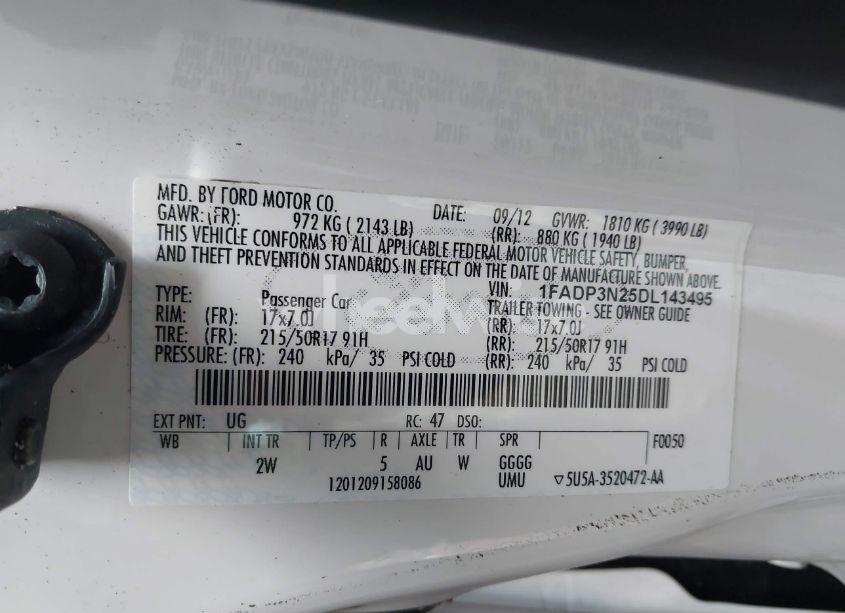 MFD. BY FORD MOTOR CO.
DATE: 09/12 GVWR: 1810 KG ( 3990 LB)
GAWR: (FR): 972 KG ( 2143 LB) (RR): 880 KG ( 1940 LB)
THIS VEHICLE CONFORMS TO ALL APPLICABLE FEDERAL MOTOR VEHICLE SAFETY, BUMPER,
AND THEFT PREVENTION STANDARDS IN EFFECT ON THE DATE OF MANUFACTURE SHOWN ABOVE.
VIN: 1FADP3N25DL143495
TYPE: Passenger Car TRAILER TOWING - SEE OWNER GUIDE
RIM: (FR): 17x7.0J (RR): 17x7.0J
TIRE: (FR): 215/50R17 91H (RR): 215/50R17 91H
PRESSURE: (FR): 240 kPa/ 35 PSI COLD (RR): 240 kPa/ 35 PSI COLD
EXT PNT: UG RC: 47 DSO:
WB INT TR TP/PS R AXLE TR SPR F0050
2W 5 AU W GGGG
1201209158086 UMU ▽5U5A-3520472-AA